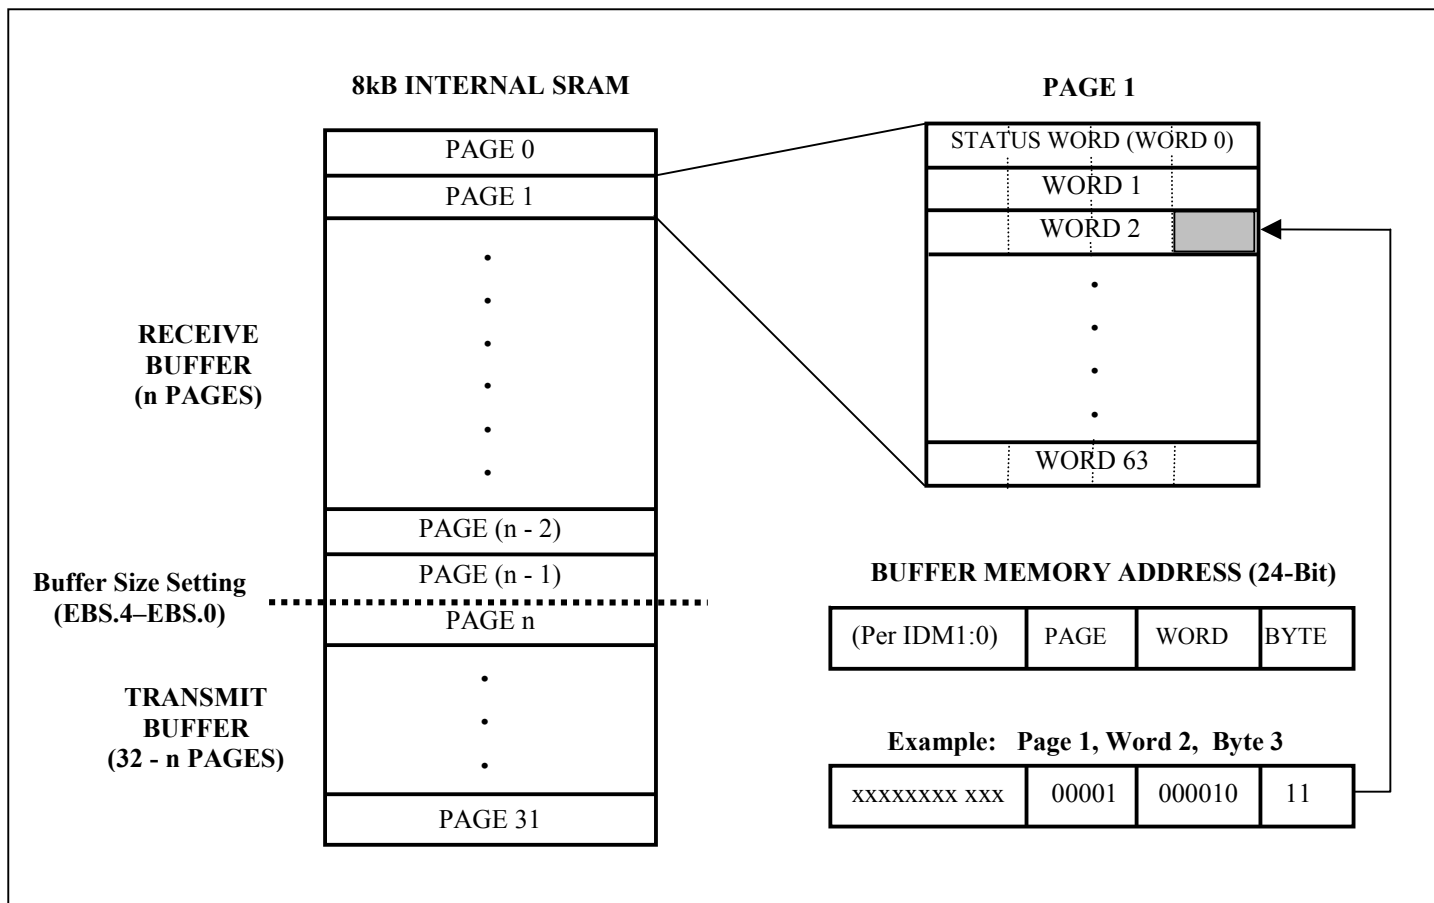 8kB INTERNAL SRAM
PAGE 0
PAGE 1
RECEIVE
BUFFER
(n PAGES)
PAGE (n - 2)
PAGE (n - 1)
Buffer Size Setting
(EBS.4–EBS.0)
PAGE n
TRANSMIT
BUFFER
(32 - n PAGES)
PAGE 31
PAGE 1
STATUS WORD (WORD 0)
WORD 1
WORD 2
WORD 63
BUFFER MEMORY ADDRESS (24-Bit)
(Per IDM1:0) PAGE WORD BYTE
Example: Page 1, Word 2, Byte 3
xxxxxxxx xxx 00001 000010 11